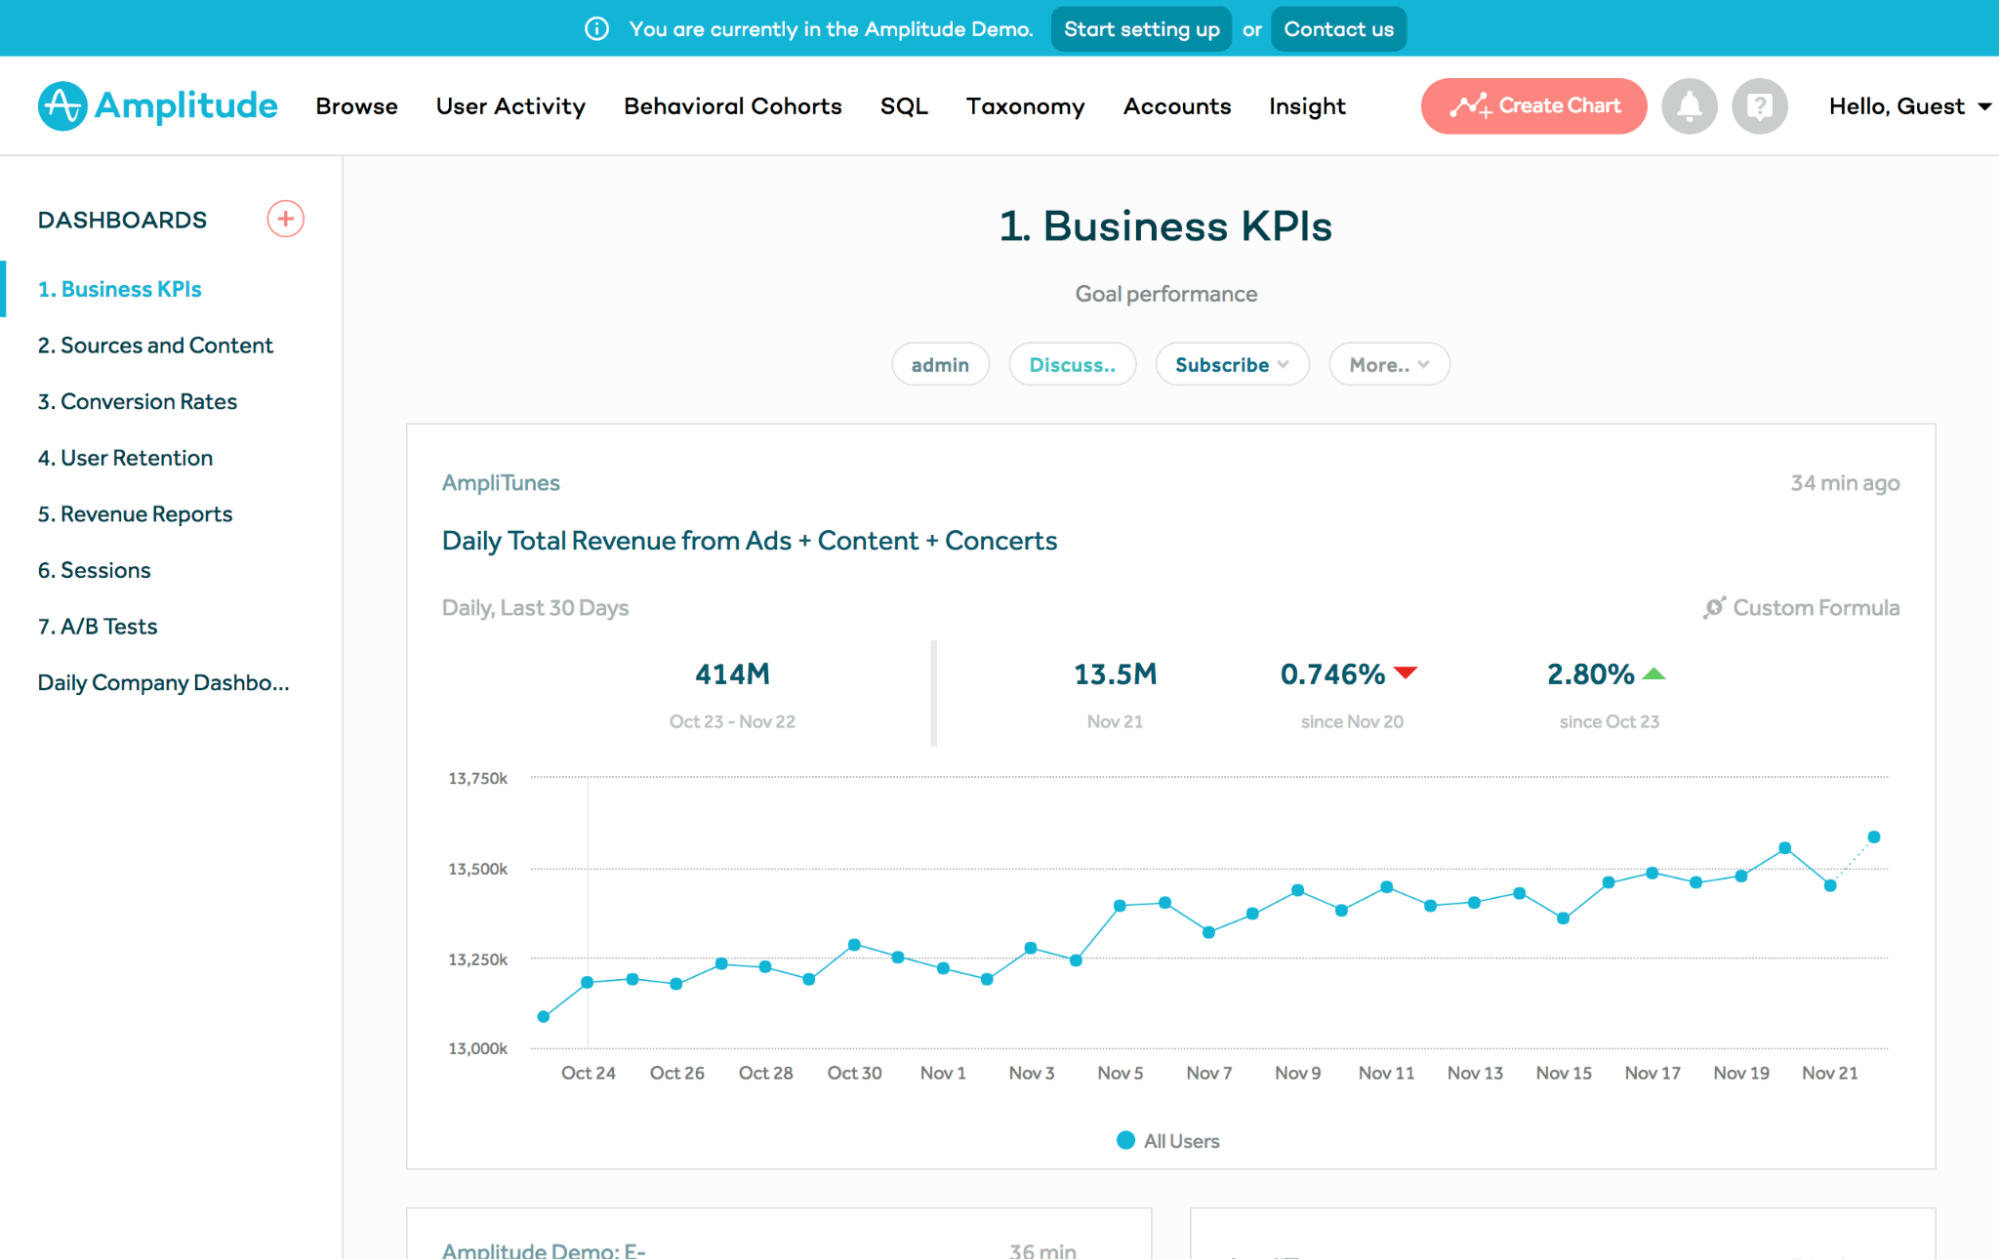 You are currently in the Amplitude Demo. Start setting up or Contact us
Amplitude Browse User Activity Behavioral Cohorts SQL Taxonomy Accounts Insight Create Chart Hello, Guest
DASHBOARDS
1. Business KPIs
2. Sources and Content
3. Conversion Rates
4. User Retention
5. Revenue Reports
6. Sessions
7. A/B Tests
Daily Company Dashbo...
1. Business KPIs
Goal performance
admin Discuss.. Subscribe More..
AmpliTunes 34 min ago
Daily Total Revenue from Ads + Content + Concerts
Daily, Last 30 Days Custom Formula
414M 13.5M 0.746% 2.80%
Oct 23 - Nov 22 Nov 21 since Nov 20 since Oct 23
13,750k
13,500k
13,250k
13,000k
Oct 24 Oct 26 Oct 28 Oct 30 Nov 1 Nov 3 Nov 5 Nov 7 Nov 9 Nov 11 Nov 13 Nov 15 Nov 17 Nov 19 Nov 21
All Users
Amplitude Demo: E- 36 min